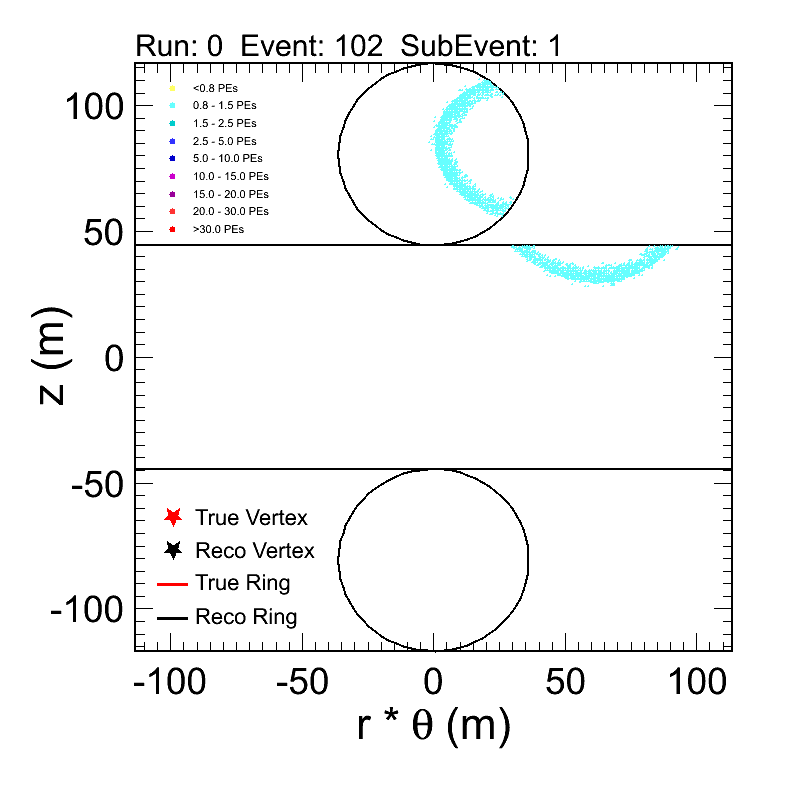 Run: 0  Event: 102  SubEvent: 1
<0.8 PEs
0.8 - 1.5 PEs
1.5 - 2.5 PEs
2.5 - 5.0 PEs
5.0 - 10.0 PEs
10.0 - 15.0 PEs
15.0 - 20.0 PEs
20.0 - 30.0 PEs
>30.0 PEs
100
50
0
-50
-100
z (m)
True Vertex
Reco Vertex
True Ring
Reco Ring
-100 -50 0 50 100
r * θ (m)